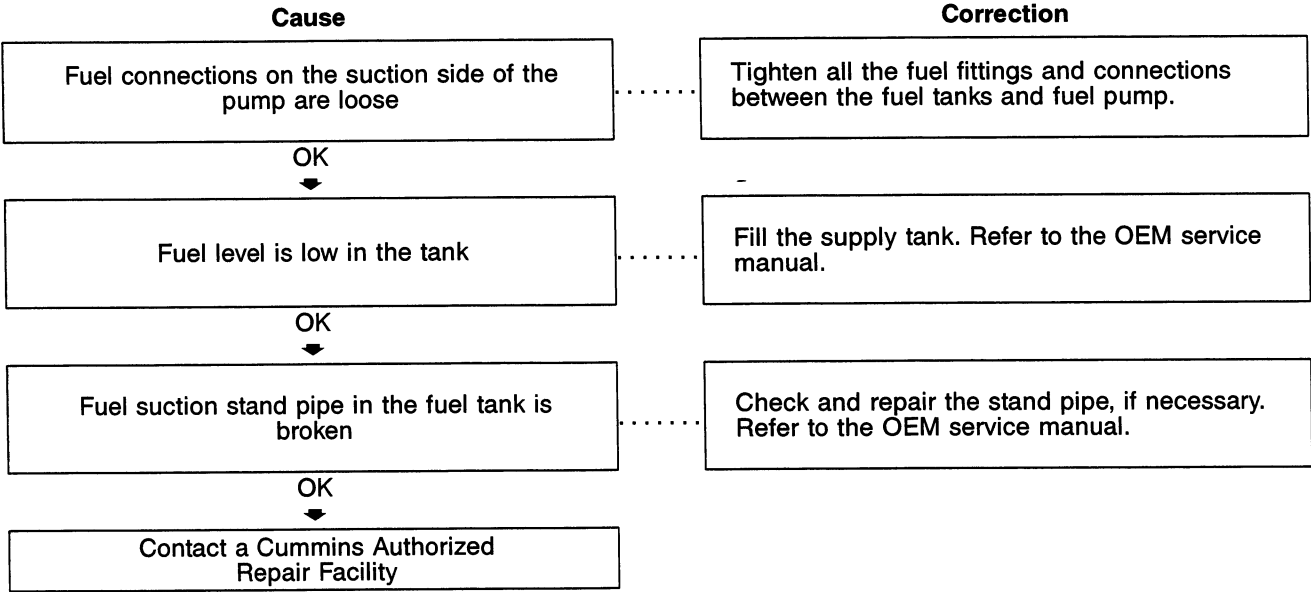 Cause
Correction
Fuel connections on the suction side of the
pump are loose
Tighten all the fuel fittings and connections
between the fuel tanks and fuel pump.
OK
Fuel level is low in the tank
Fill the supply tank. Refer to the OEM service
manual.
OK
Fuel suction stand pipe in the fuel tank is
broken
Check and repair the stand pipe, if necessary.
Refer to the OEM service manual.
OK
Contact a Cummins Authorized
Repair Facility